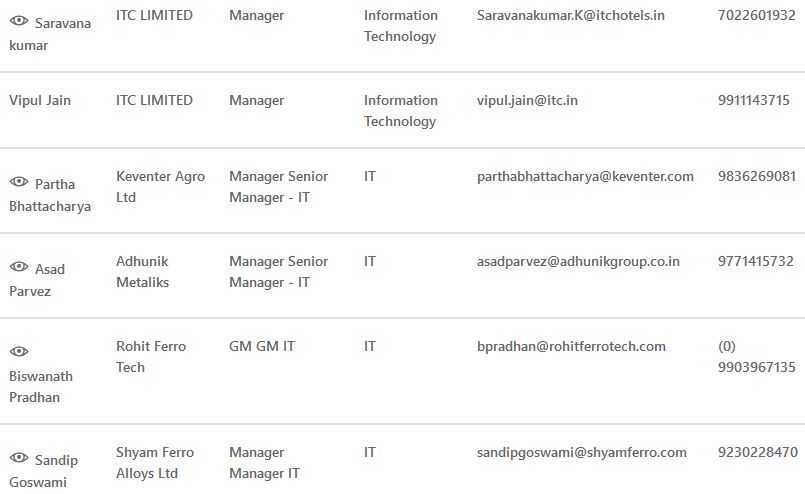 Saravana ITC LIMITED Manager Information Saravanakumar.K@itchotels.in 7022601932
kumar Technology
Vipul Jain ITC LIMITED Manager Information vipul.jain@itc.in 9911143715
Technology
Partha Keventer Agro Manager Senior IT parthabhattacharya@keventer.com 9836269081
Bhattacharya Ltd Manager - IT
Asad Adhunik Manager Senior IT asadparvez@adhunikgroup.co.in 9771415732
Parvez Metaliks Manager - IT
Rohit Ferro GM GM IT IT bpradhan@rohitferrotech.com (0)
Biswanath Tech 9903967135
Pradhan
Sandip Shyam Ferro Manager IT sandipgoswami@shyamferro.com 9230228470
Goswami Alloys Ltd Manager IT